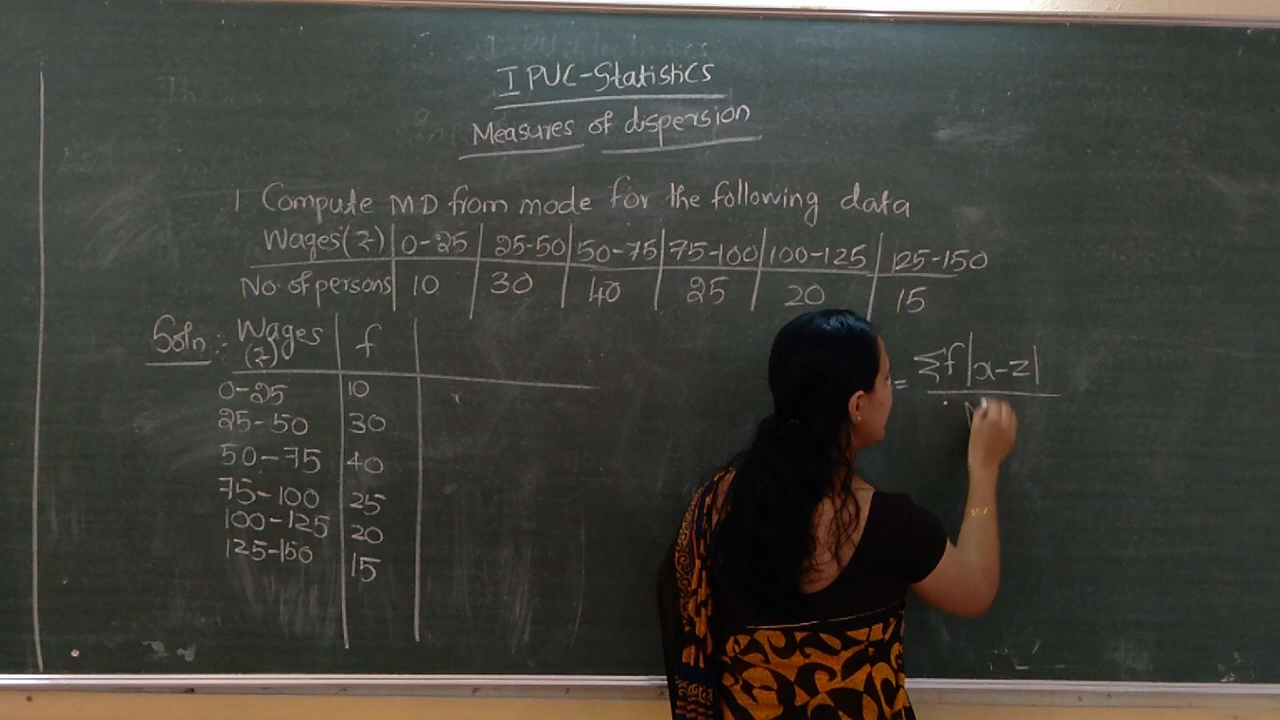 I PUC-Statistics
Measures of dispersion
1 Compute MD from mode for the following data
Wages(₹) 0-25 25-50 50-75 75-100 100-125 125-150
No. of persons 10 30 40 25 20 15
Soln:- Wages (₹) f
0-25 10
25-50 30
50-75 40
75-100 25
100-125 20
125-150 15
= Σf|x-z|